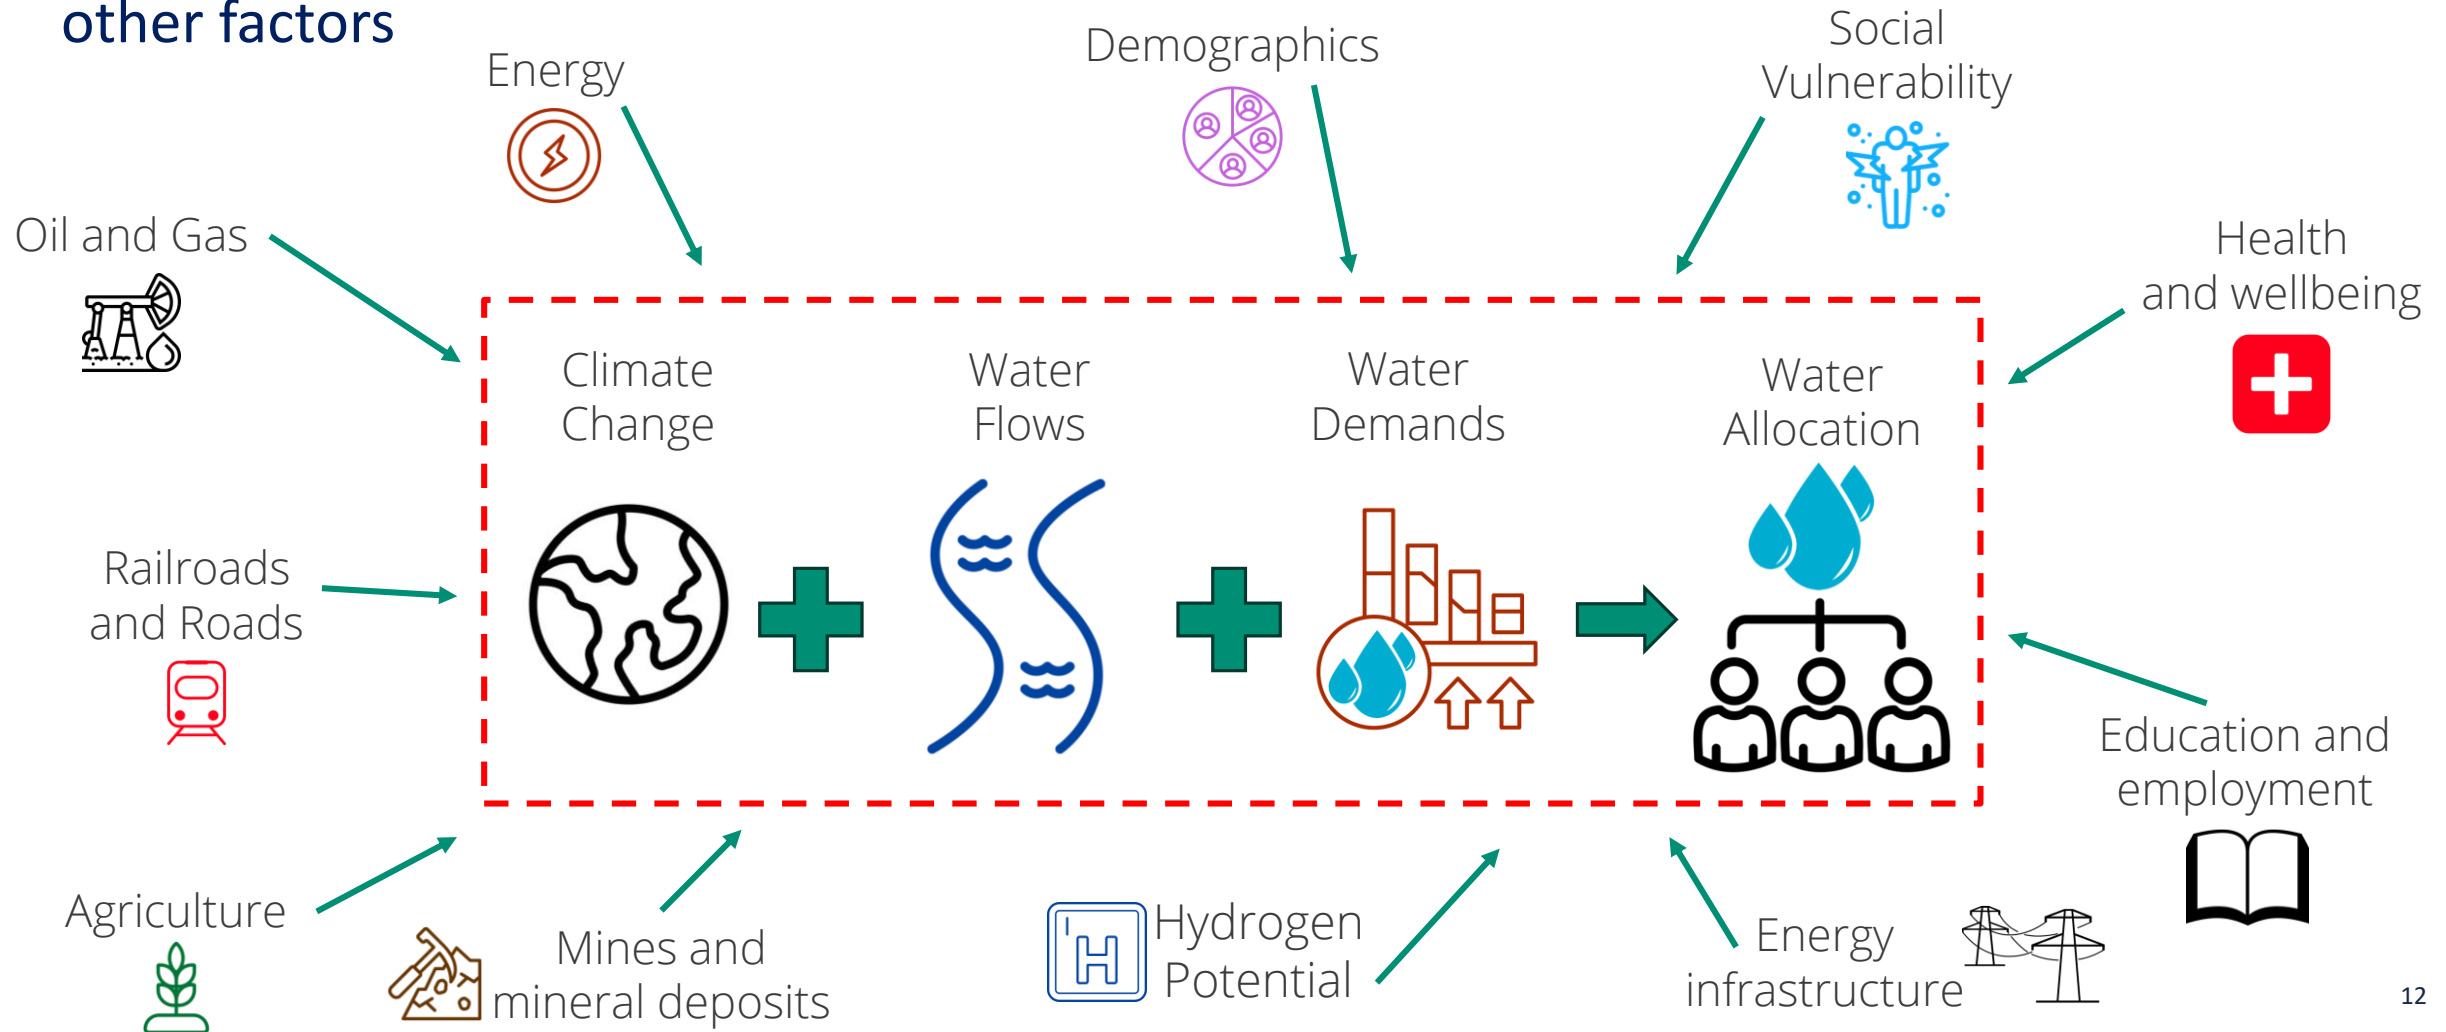 other factors
Energy
Demographics
Social
Vulnerability
Oil and Gas
Health
and wellbeing
Climate
Change
Water
Flows
Water
Demands
Water
Allocation
Railroads
and Roads
Education and
employment
Agriculture
Mines and
mineral deposits
I
H
Hydrogen
Potential
Energy
infrastructure
12